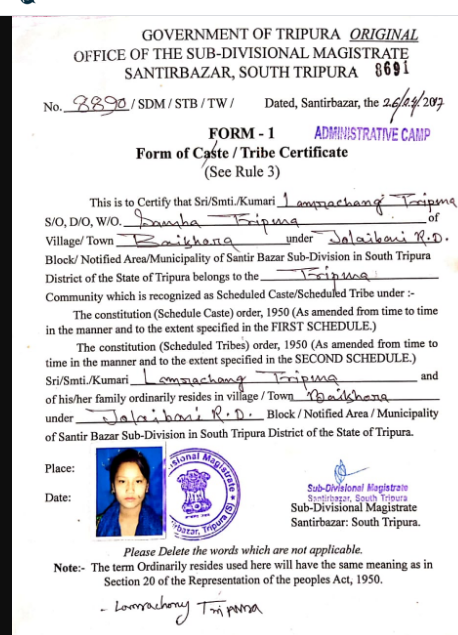 GOVERNMENT OF TRIPURA ORIGINAL
OFFICE OF THE SUB-DIVISIONAL MAGISTRATE
SANTIRBAZAR, SOUTH TRIPURA 8691
No. 8890 / SDM / STB / TW / Dated, Santirbazar, the 26/04/2017
FORM - 1 ADMINISTRATIVE CAMP
Form of Caste / Tribe Certificate
(See Rule 3)
This is to Certify that Sri/Smti./Kumari Tripura
S/O, D/O, W/O. Tripura of
Village/ Town Baikhora under Jolaibari R.D.
Block/ Notified Area/Municipality of Santir Bazar Sub-Division in South Tripura
District of the State of Tripura belongs to the Tripura
Community which is recognized as Scheduled Caste/Scheduled Tribe under :-
The constitution (Schedule Caste) order, 1950 (As amended from time to time
in the manner and to the extent specified in the FIRST SCHEDULE.)
The constitution (Scheduled Tribes) order, 1950 (As amended from time to
time in the manner and to the extent specified in the SECOND SCHEDULE.)
Sri/Smti./Kumari Tripura and
of his/her family ordinarily resides in village / Town Baikhora
under Jolaibari R.D. Block / Notified Area / Municipality
of Santir Bazar Sub-Division in South Tripura District of the State of Tripura.
Place:
Date:
Sub-Divisional Magistrate
Santirbazar, Tripura (S)
Sub-Divisional Magistrate
Santirbazar, South Tripura
Sub-Divisional Magistrate
Santirbazar: South Tripura.
Please Delete the words which are not applicable.
Note:- The term Ordinarily resides used here will have the same meaning as in
Section 20 of the Representation of the peoples Act, 1950.
- Tripura